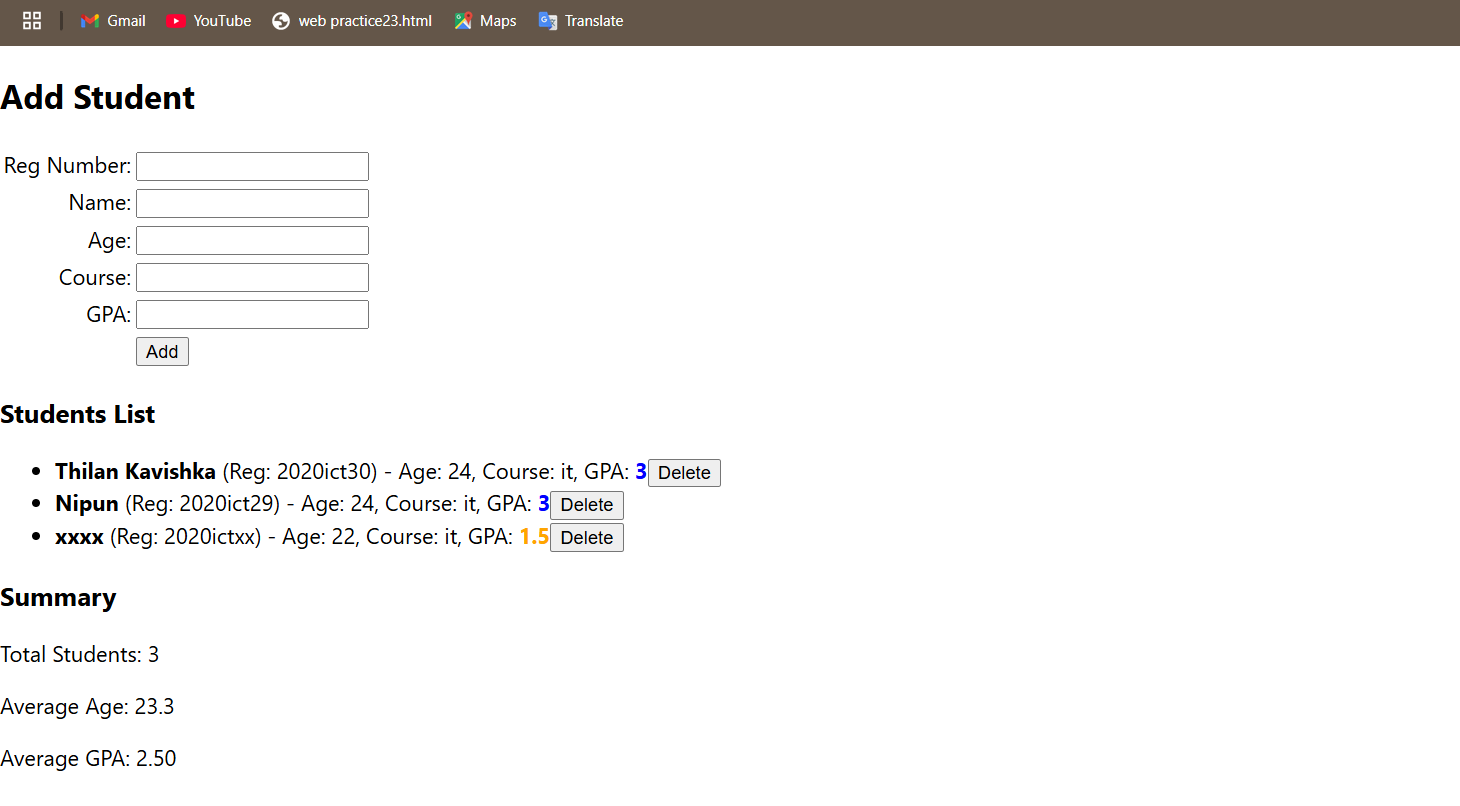 Gmail YouTube web practice23.html Maps Translate
Add Student
Reg Number:
Name:
Age:
Course:
GPA:
Add
Students List
Thilan Kavishka (Reg: 2020ict30) - Age: 24, Course: it, GPA: 3 Delete
Nipun (Reg: 2020ict29) - Age: 24, Course: it, GPA: 3 Delete
xxxx (Reg: 2020ictxx) - Age: 22, Course: it, GPA: 1.5 Delete
Summary
Total Students: 3
Average Age: 23.3
Average GPA: 2.50